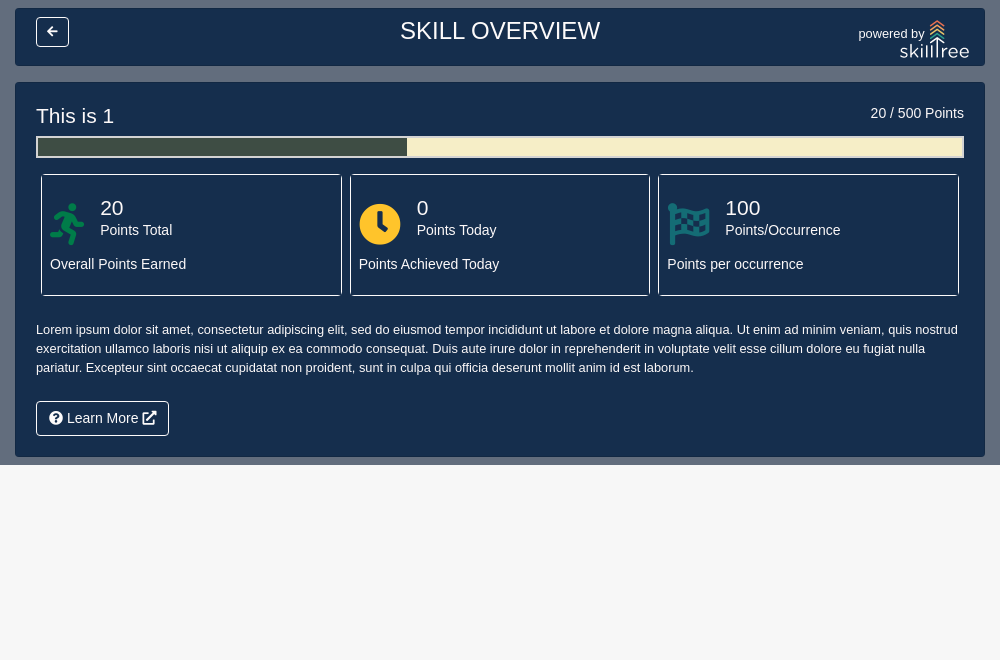 SKILL OVERVIEW
powered by
skilltree
This is 1
20 / 500 Points
20
Points Total
Overall Points Earned
0
Points Today
Points Achieved Today
100
Points/Occurrence
Points per occurrence
Lorem ipsum dolor sit amet, consectetur adipiscing elit, sed do eiusmod tempor incididunt ut labore et dolore magna aliqua. Ut enim ad minim veniam, quis nostrud
exercitation ullamco laboris nisi ut aliquip ex ea commodo consequat. Duis aute irure dolor in reprehenderit in voluptate velit esse cillum dolore eu fugiat nulla
pariatur. Excepteur sint occaecat cupidatat non proident, sunt in culpa qui officia deserunt mollit anim id est laborum.
Learn More